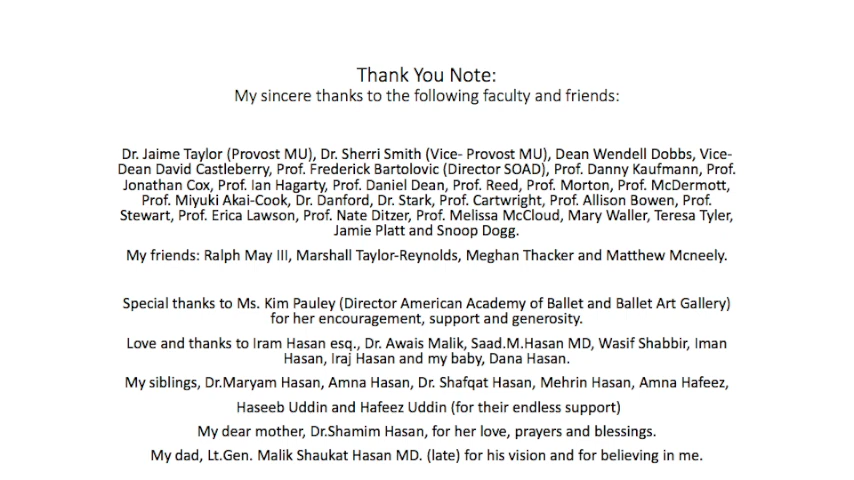 Thank You Note:
My sincere thanks to the following faculty and friends:
Dr. Jaime Taylor (Provost MU), Dr. Sherri Smith (Vice- Provost MU), Dean Wendell Dobbs, Vice-
Dean David Castleberry, Prof. Frederick Bartolovic (Director SOAD), Prof. Danny Kaufmann, Prof.
Jonathan Cox, Prof. Ian Hagarty, Prof. Daniel Dean, Prof. Reed, Prof. Morton, Prof. McDermott,
Prof. Miyuki Akai-Cook, Dr. Danford, Dr. Stark, Prof. Cartwright, Prof. Allison Bowen, Prof.
Stewart, Prof. Erica Lawson, Prof. Nate Ditzer, Prof. Melissa McCloud, Mary Waller, Teresa Tyler,
Jamie Platt and Snoop Dogg.
My friends: Ralph May III, Marshall Taylor-Reynolds, Meghan Thacker and Matthew Mcneely.
Special thanks to Ms. Kim Pauley (Director American Academy of Ballet and Ballet Art Gallery)
for her encouragement, support and generosity.
Love and thanks to Iram Hasan esq., Dr. Awais Malik, Saad.M.Hasan MD, Wasif Shabbir, Iman
Hasan, Iraj Hasan and my baby, Dana Hasan.
My siblings, Dr.Maryam Hasan, Amna Hasan, Dr. Shafqat Hasan, Mehrin Hasan, Amna Hafeez,
Haseeb Uddin and Hafeez Uddin (for their endless support)
My dear mother, Dr.Shamim Hasan, for her love, prayers and blessings.
My dad, Lt.Gen. Malik Shaukat Hasan MD. (late) for his vision and for believing in me.